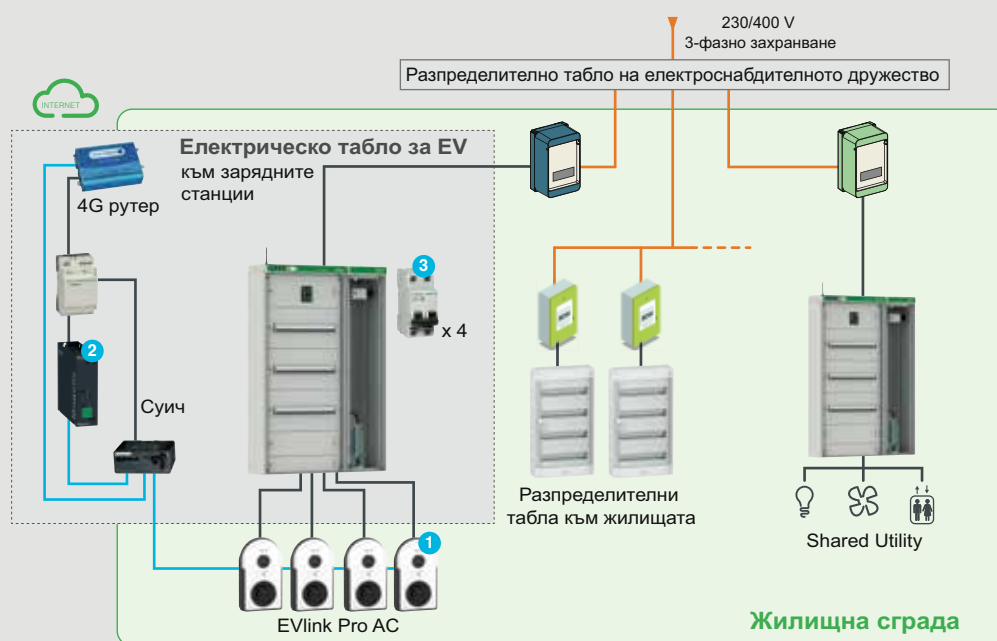 230/400 V
3-фазно захранване
Разпределително табло на електроснабдителното дружество
INTERNET
Електрическо табло за EV
към зарядните
станции
4G рутер
3
x 4
2
Суич
Разпределителни
табла към жилищата
Shared Utility
1
EVlink Pro AC
Жилищна сграда